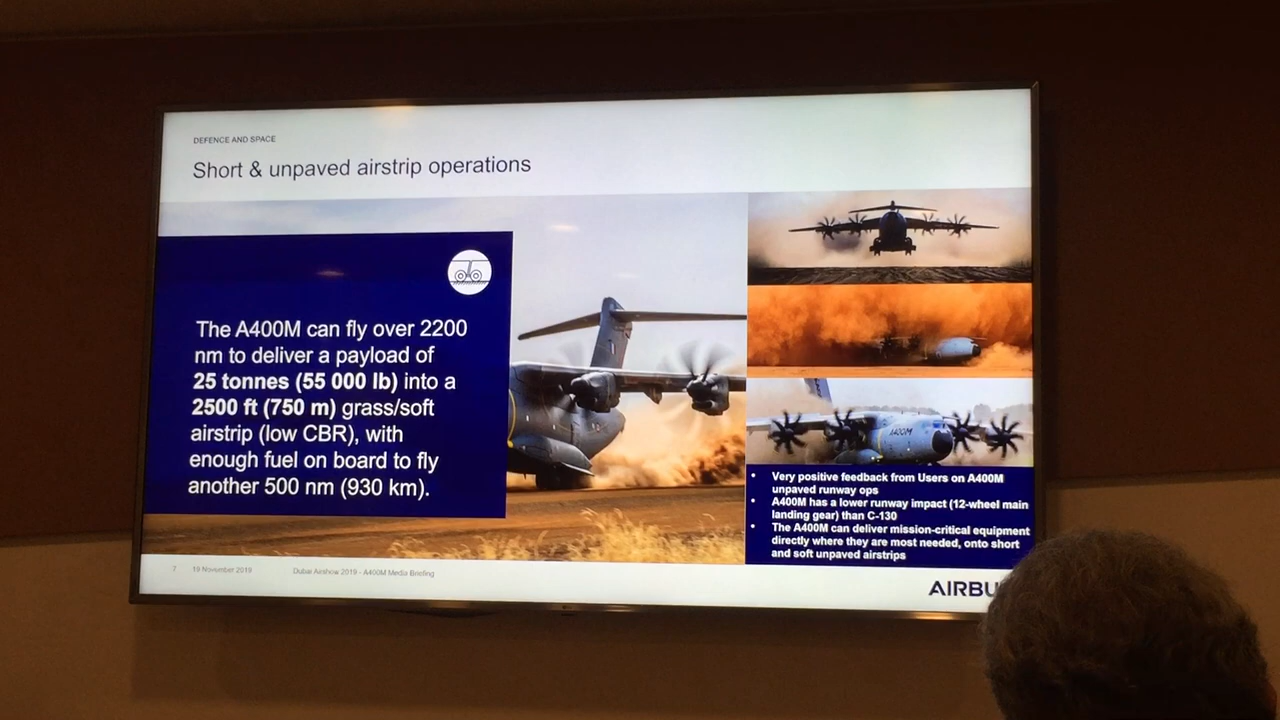 DEFENCE AND SPACE
Short & unpaved airstrip operations
The A400M can fly over 2200
nm to deliver a payload of
25 tonnes (55 000 lb) into a
2500 ft (750 m) grass/soft
airstrip (low CBR), with
enough fuel on board to fly
another 500 nm (930 km).
A400M
• Very positive feedback from Users on A400M
unpaved runway ops
• A400M has a lower runway impact (12-wheel main
landing gear) than C-130
• The A400M can deliver mission-critical equipment
directly where they are most needed, onto short
and soft unpaved airstrips
7 19 November 2019 Dubai Airshow 2019 - A400M Media Briefing
AIRBU